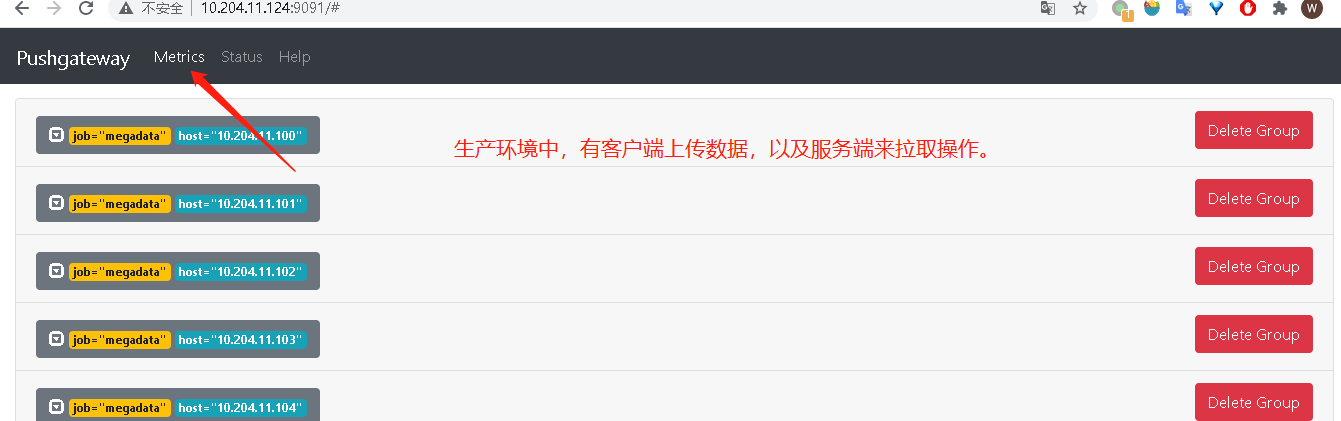 不安全 10.204.11.124:9091/#
W
Pushgateway Metrics Status Help
job="megadata" host="10.204.11.100" Delete Group
生产环境中，有客户端上传数据，以及服务端来拉取操作。
job="megadata" host="10.204.11.101" Delete Group
job="megadata" host="10.204.11.102" Delete Group
job="megadata" host="10.204.11.103" Delete Group
job="megadata" host="10.204.11.104" Delete Group